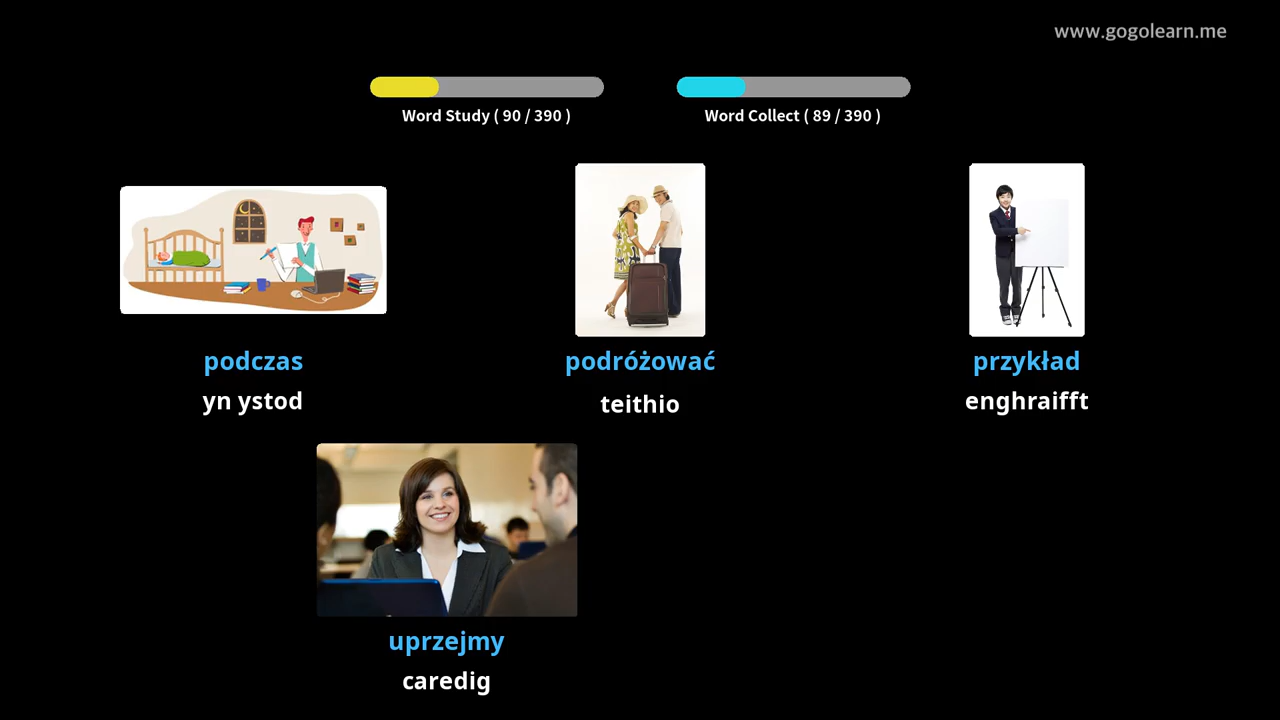 www.gogolearn.me
Word Study ( 90 / 390 )
Word Collect ( 89 / 390 )
podczas
yn ystod
podróżować
teithio
przykład
enghraifft
uprzejmy
caredig